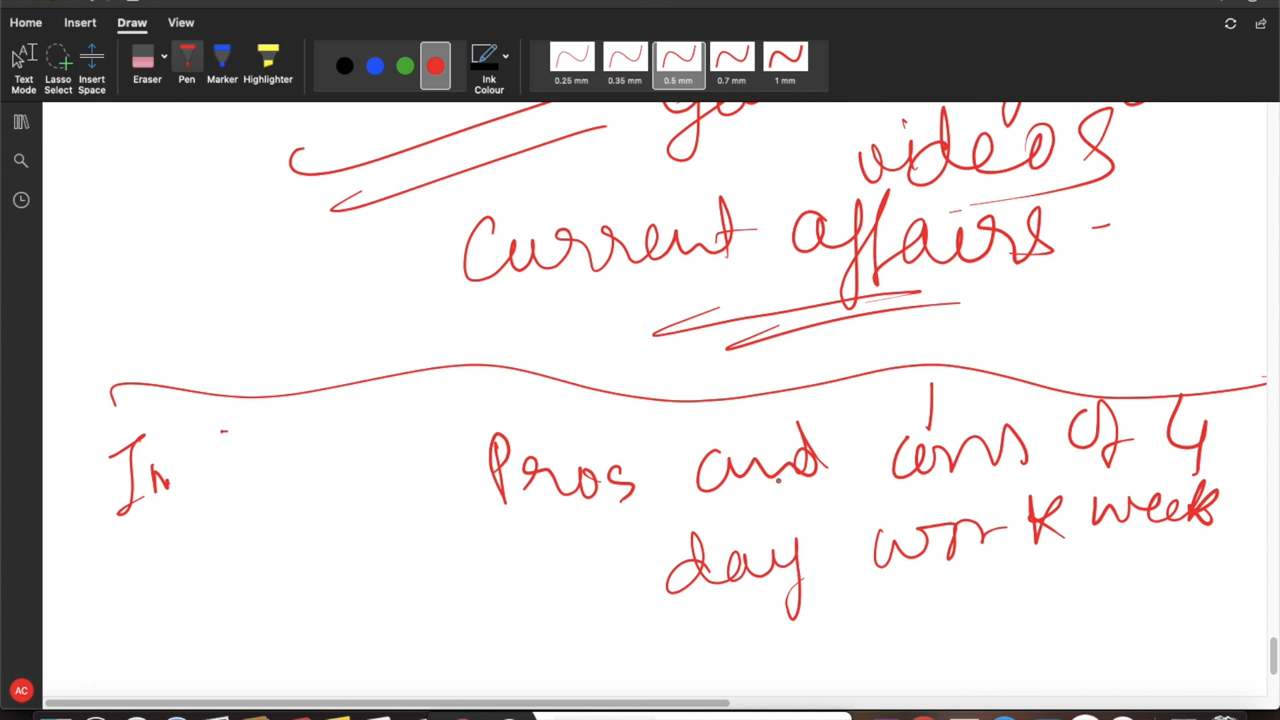 Home Insert Draw View
Text Mode Lasso Select Insert Space Eraser Pen Marker Highlighter Ink Colour 0.25 mm 0.35 mm 0.5 mm 0.7 mm 1 mm
videos
Current affairs -
In Pros and cons of 4
day work week
AC